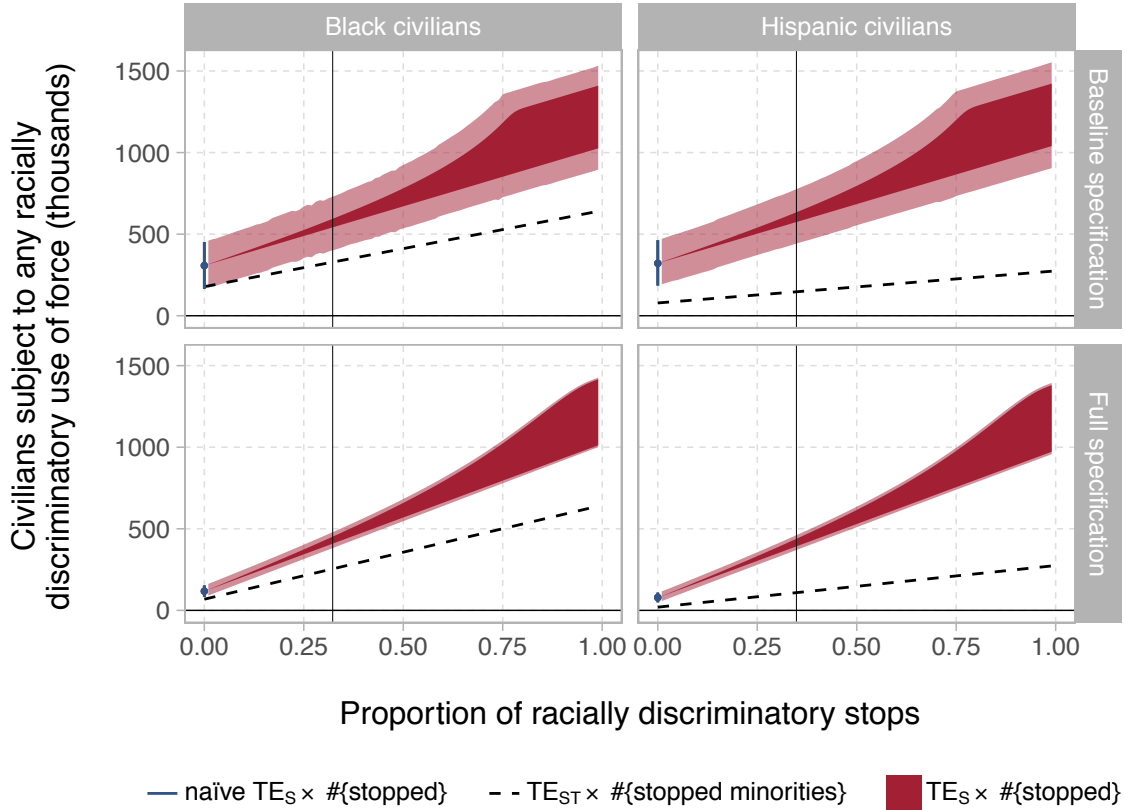 Black civilians
Hispanic civilians
Civilians subject to any racially
discriminatory use of force (thousands)
1500
1000
500
0
Baseline specification
1500
1000
500
0
Full specification
0.00 0.25 0.50 0.75 1.00
0.00 0.25 0.50 0.75 1.00
Proportion of racially discriminatory stops
naïve TES × #{stopped}
TEST × #{stopped minorities}
TES × #{stopped}